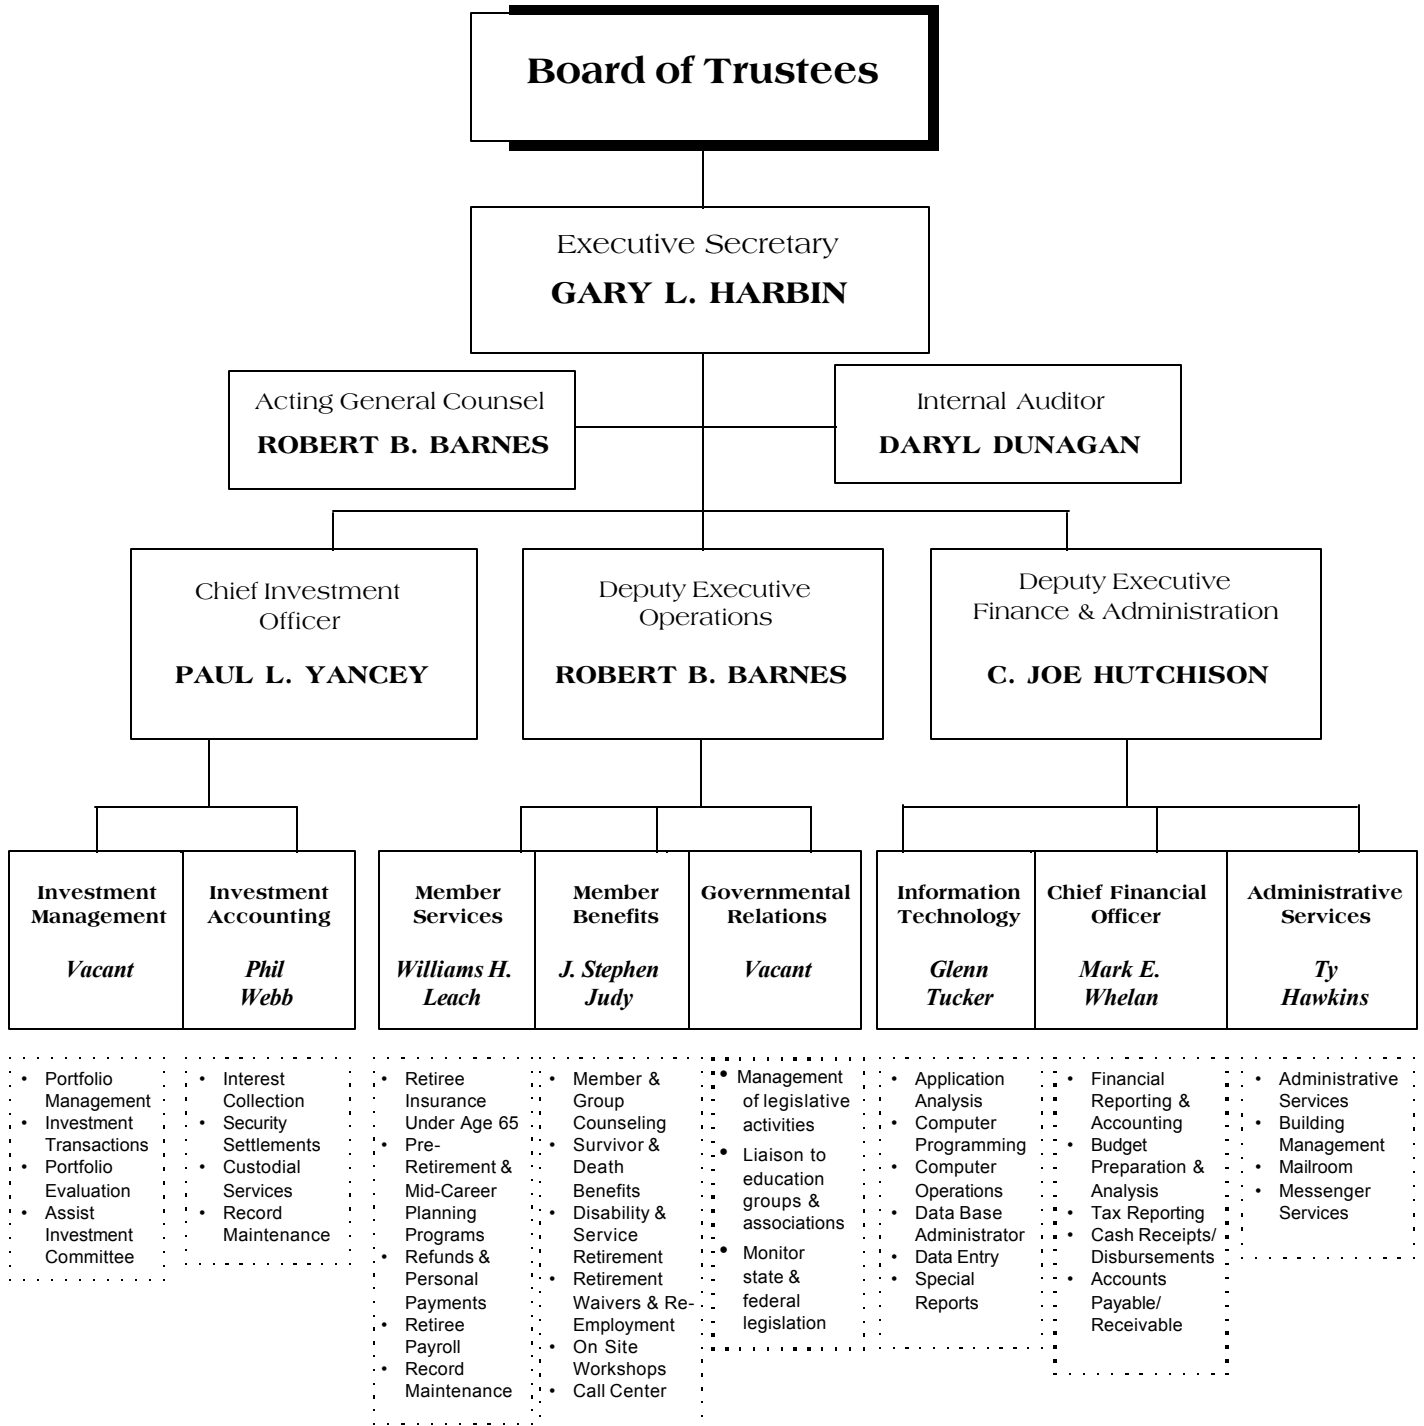 Board of Trustees
Executive Secretary
GARY L. HARBIN
Acting General Counsel
ROBERT B. BARNES
Internal Auditor
DARYL DUNAGAN
Chief Investment
Officer
PAUL L. YANCEY
Deputy Executive
Operations
ROBERT B. BARNES
Deputy Executive
Finance & Administration
C. JOE HUTCHISON
Investment
Management
Vacant
Investment
Accounting
Phil
Webb
Member
Services
Williams H.
Leach
Member
Benefits
J. Stephen
Judy
Governmental
Relations
Vacant
Information
Technology
Glenn
Tucker
Chief Financial
Officer
Mark E.
Whelan
Administrative
Services
Ty
Hawkins
• Portfolio
Management
• Investment
Transactions
• Portfolio
Evaluation
• Assist
Investment
Committee
• Interest
Collection
• Security
Settlements
• Custodial
Services
• Record
Maintenance
• Retiree
Insurance
Under Age 65
• Pre-
Retirement &
Mid-Career
Planning
Programs
• Refunds &
Personal
Payments
• Retiree
Payroll
• Record
Maintenance
• Member &
Group
Counseling
• Survivor &
Death
Benefits
• Disability &
Service
Retirement
• Retirement
Waivers & Re-
Employment
• On Site
Workshops
• Call Center
• Management
of legislative
activities
• Liaison to
education
groups &
associations
• Monitor
state &
federal
legislation
• Application
Analysis
• Computer
Programming
• Computer
Operations
• Data Base
Administrator
• Data Entry
• Special
Reports
• Financial
Reporting &
Accounting
• Budget
Preparation &
Analysis
• Tax Reporting
• Cash Receipts/
Disbursements
• Accounts
Payable/
Receivable
• Administrative
Services
• Building
Management
• Mailroom
• Messenger
Services